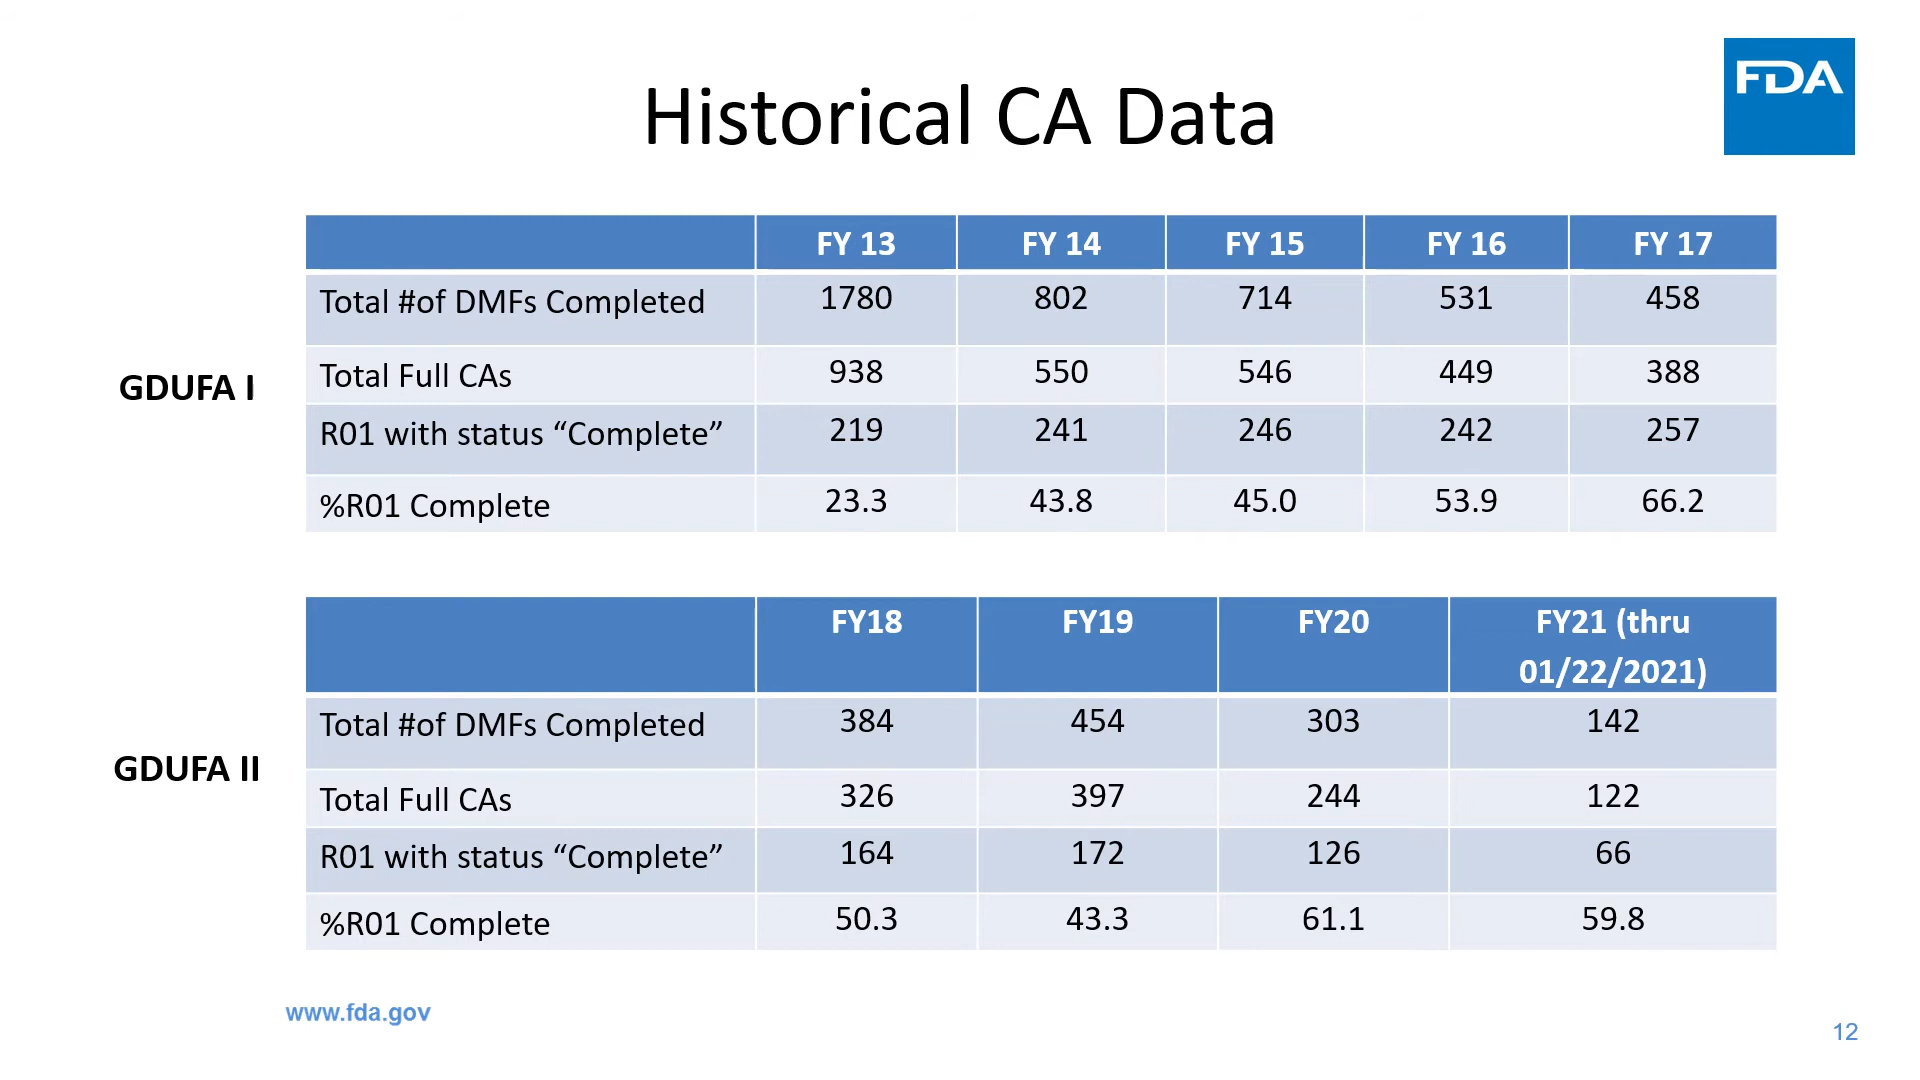 FDA
Historical CA Data
FY 13 FY 14 FY 15 FY 16 FY 17
Total #of DMFs Completed 1780 802 714 531 458
GDUFA I
Total Full CAs 938 550 546 449 388
R01 with status “Complete” 219 241 246 242 257
%R01 Complete 23.3 43.8 45.0 53.9 66.2
FY18 FY19 FY20 FY21 (thru
01/22/2021)
Total #of DMFs Completed 384 454 303 142
GDUFA II
Total Full CAs 326 397 244 122
R01 with status “Complete” 164 172 126 66
%R01 Complete 50.3 43.3 61.1 59.8
www.fda.gov
12